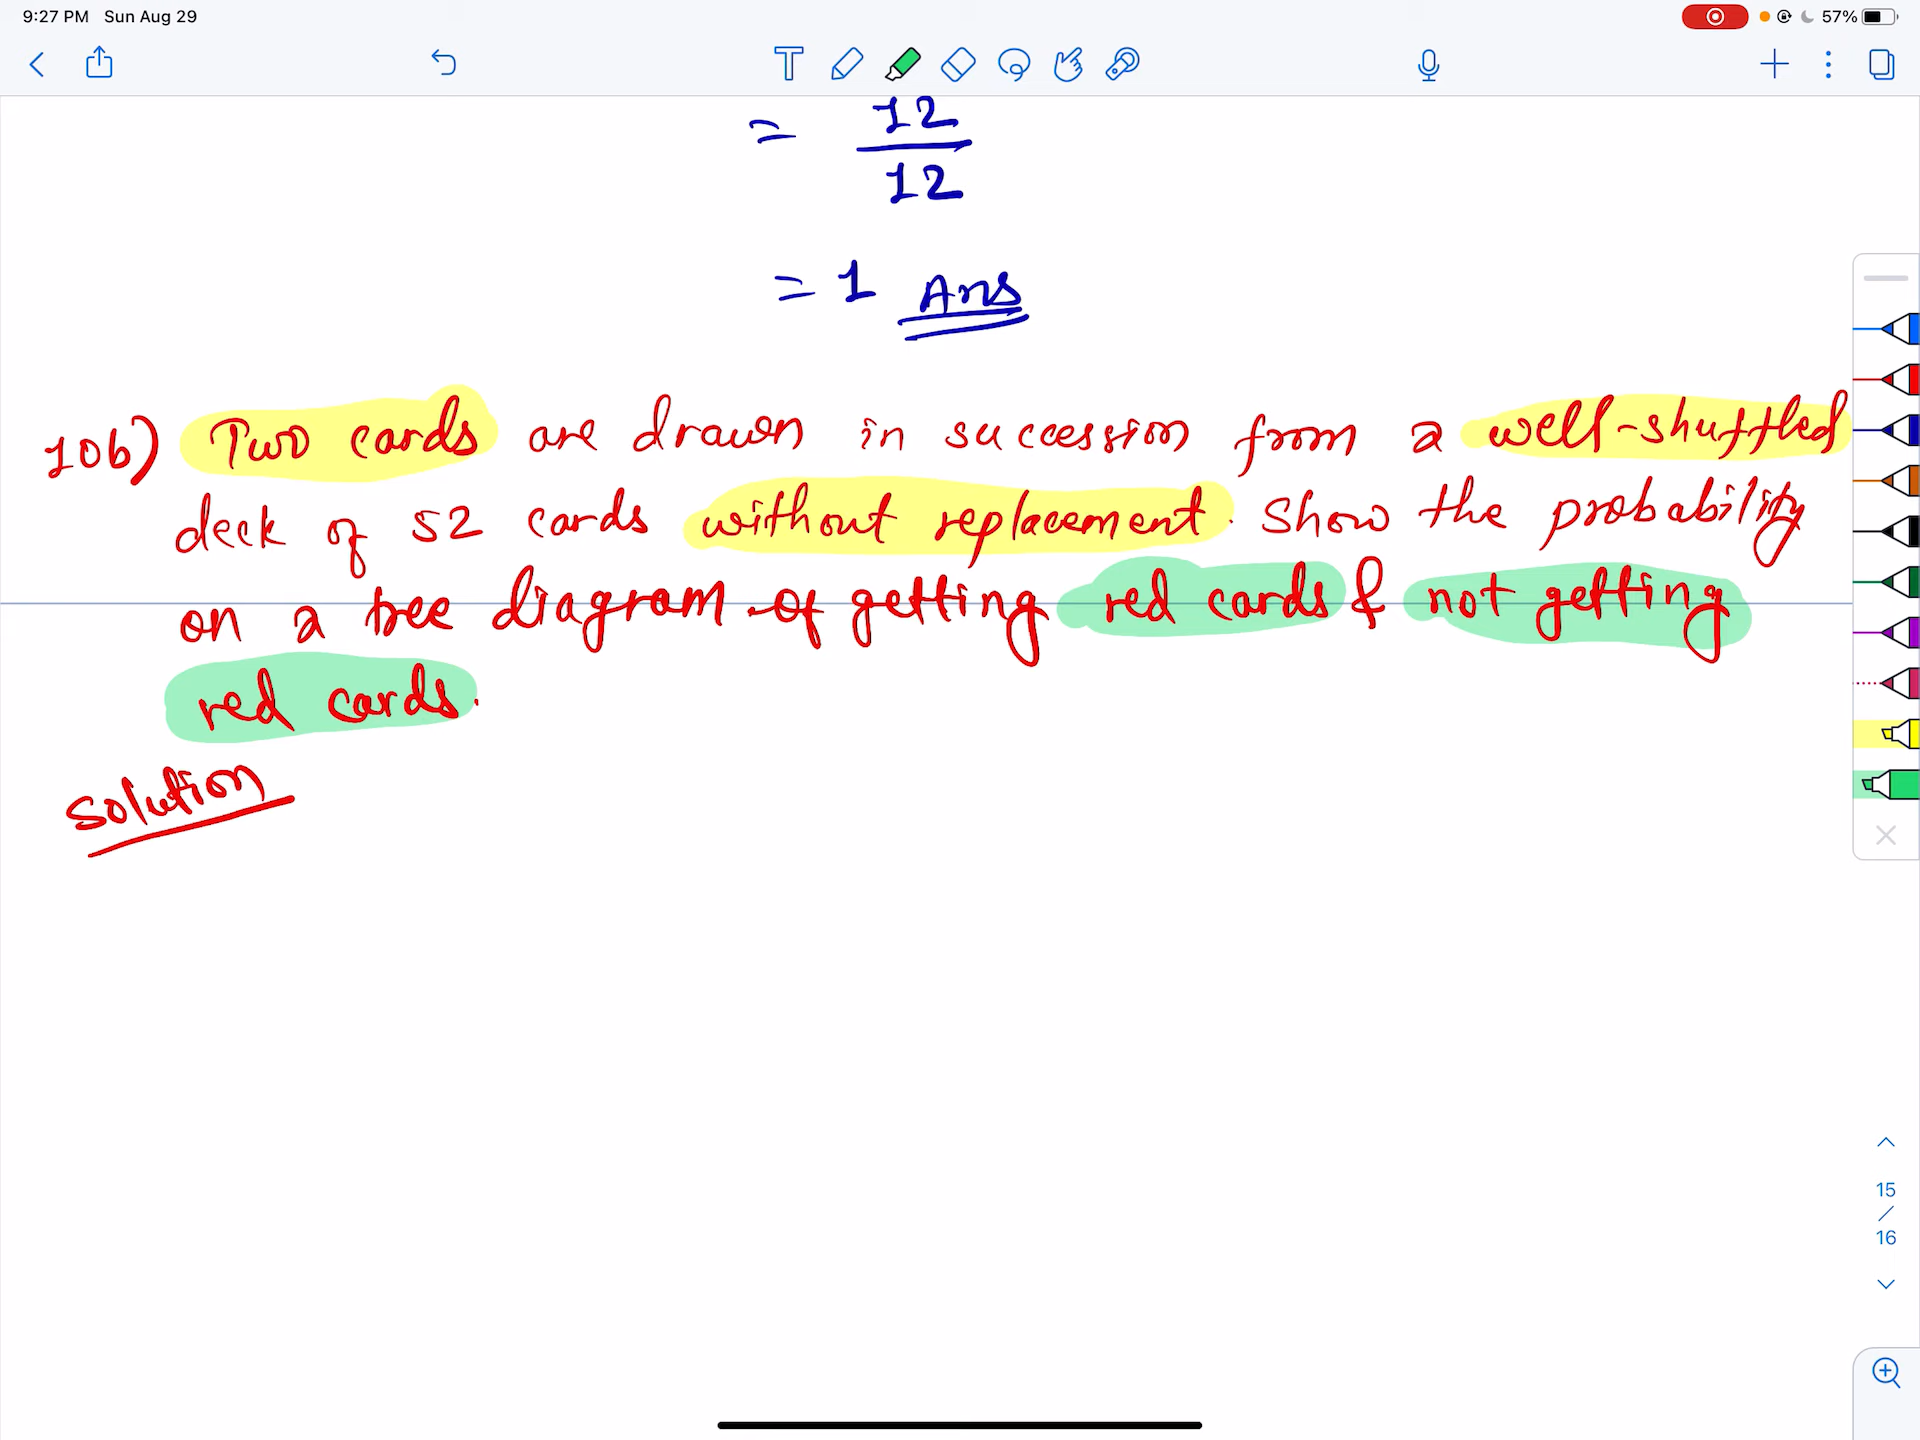 9:27 PM Sun Aug 29
57%
= 12
12
= 1 Ans
10b) Two cards are drawn in succession from a well-shuffled
deck of 52 cards without replacement. Show the probability
on a tree diagram of getting red cards & not getting
red cards.
Solution
15
/
16